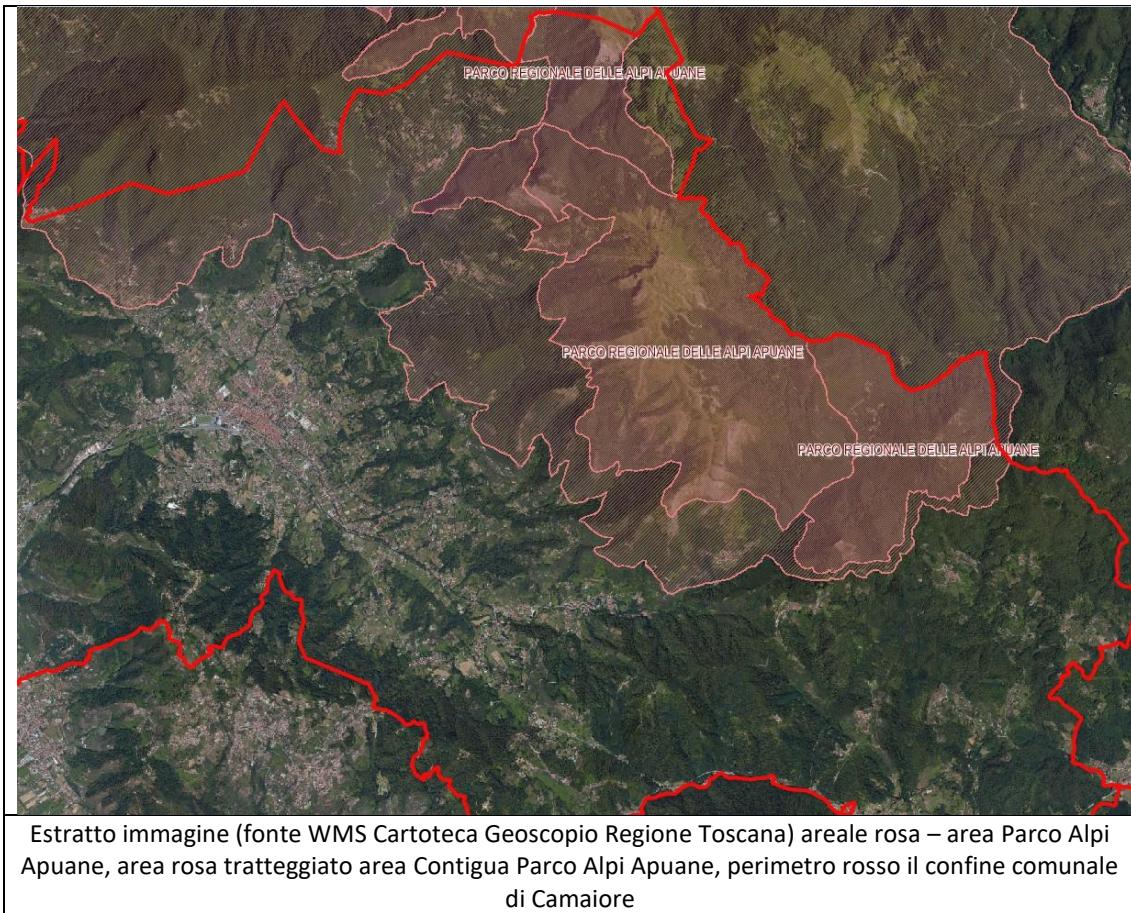 PARCO REGIONALE DELLE ALPI APUANE
PARCO REGIONALE DELLE ALPI APUANE
PARCO REGIONALE DELLE ALPI APUANE
Estratto immagine (fonte WMS Cartoteca Geoscopio Regione Toscana) areale rosa – area Parco Alpi
Apuane, area rosa tratteggiato area Contigua Parco Alpi Apuane, perimetro rosso il confine comunale
di Camaiore